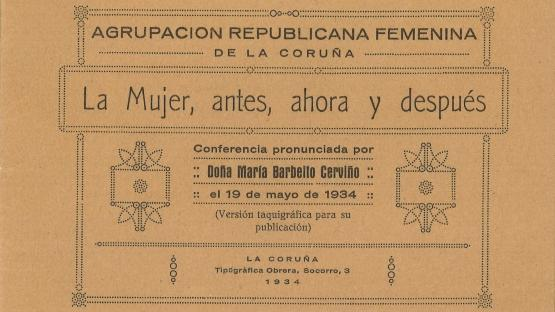 AGRUPACION REPUBLICANA FEMENINA
DE LA CORUÑA
La Mujer, antes, ahora y después
Conferencia pronunciada por
:: Doña María Barbeito Cerviño ::
:: el 19 de mayo de 1934 ::
(Versión taquigráfica para su
publicación)
LA CORUÑA
Tipográfica Obrera, Socorro, 3
1934